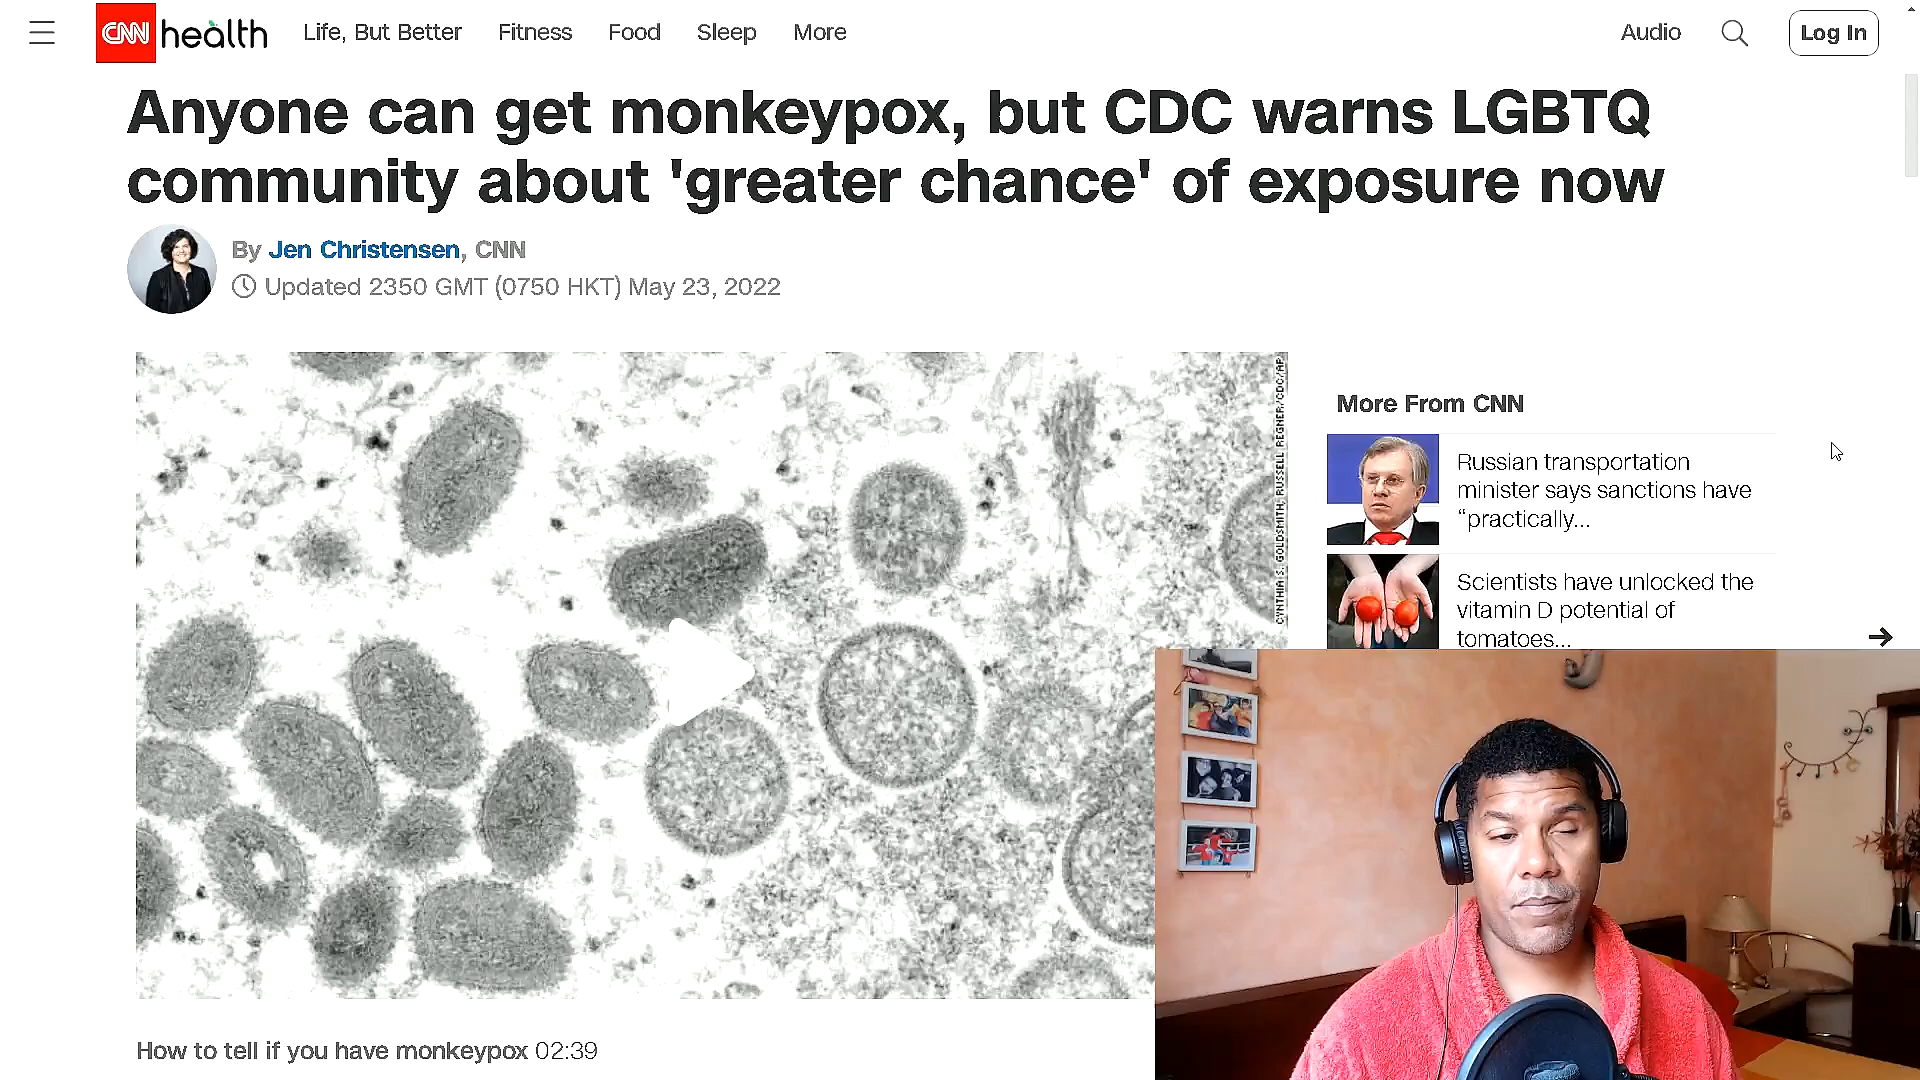 CNN health Life, But Better Fitness Food Sleep More Audio Log In
Anyone can get monkeypox, but CDC warns LGBTQ
community about 'greater chance' of exposure now
By Jen Christensen, CNN
Updated 2350 GMT (0750 HKT) May 23, 2022
CYNTHIA S. GOLDSMITH, RUSSELL REGNER/CDC/AP
More From CNN
Russian transportation
minister says sanctions have
“practically...
Scientists have unlocked the
vitamin D potential of
tomatoes...
How to tell if you have monkeypox 02:39